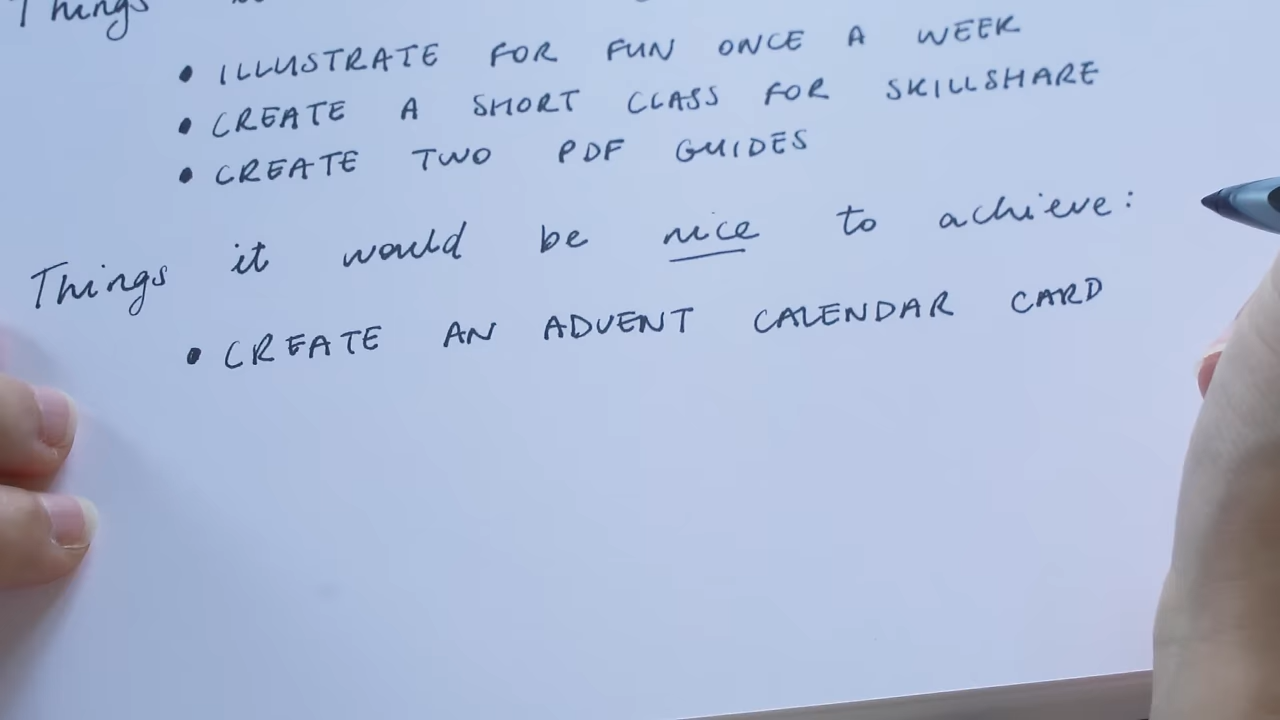 Things
• ILLUSTRATE FOR FUN ONCE A WEEK
• CREATE A SHORT CLASS FOR SKILLSHARE
• CREATE TWO PDF GUIDES
Things it would be nice to achieve:
• CREATE AN ADVENT CALENDAR CARD